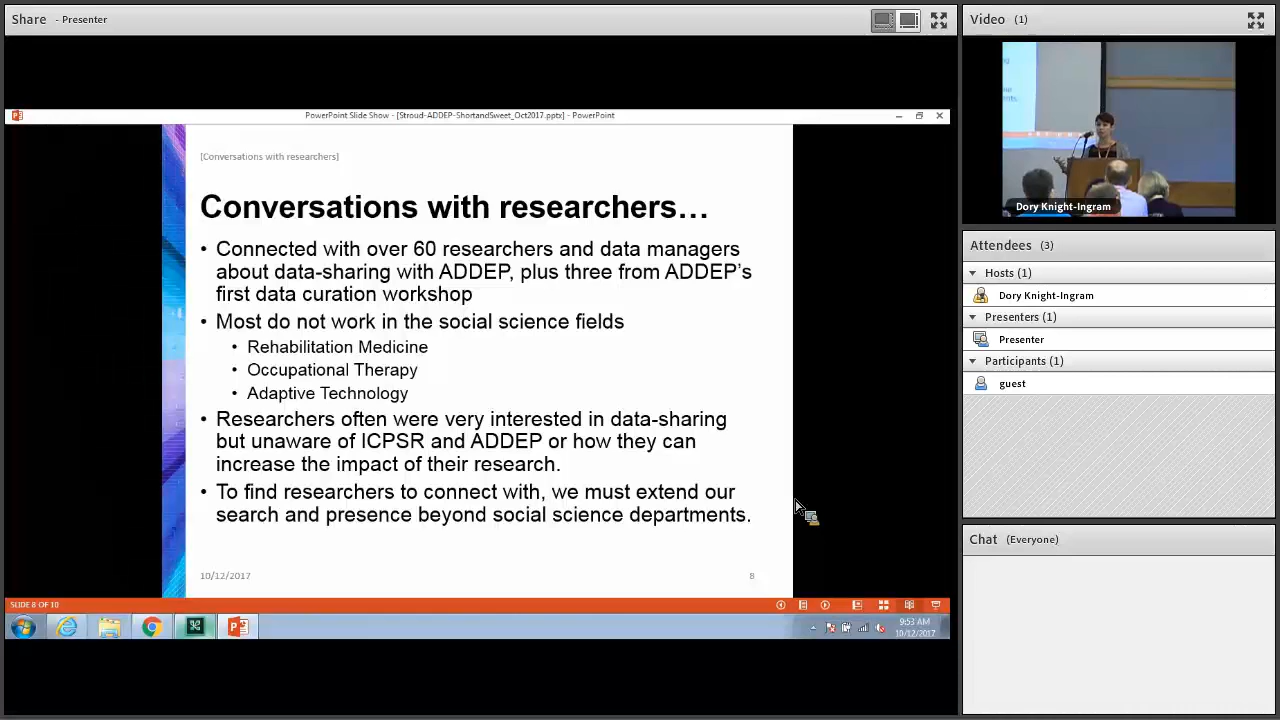 Share - Presenter
PowerPoint Slide Show - [Stroud-ADDEP-ShortandSweet_Oct2017.pptx] - PowerPoint
[Conversations with researchers]
Conversations with researchers…
• Connected with over 60 researchers and data managers
about data-sharing with ADDEP, plus three from ADDEP’s
first data curation workshop
• Most do not work in the social science fields
• Rehabilitation Medicine
• Occupational Therapy
• Adaptive Technology
• Researchers often were very interested in data-sharing
but unaware of ICPSR and ADDEP or how they can
increase the impact of their research.
• To find researchers to connect with, we must extend our
search and presence beyond social science departments.
10/12/2017
8
SLIDE 8 OF 10
9:53 AM
10/12/2017
Video (1)
Dory Knight-Ingram
Attendees (3)
Hosts (1)
Dory Knight-Ingram
Presenters (1)
Presenter
Participants (1)
guest
Chat (Everyone)